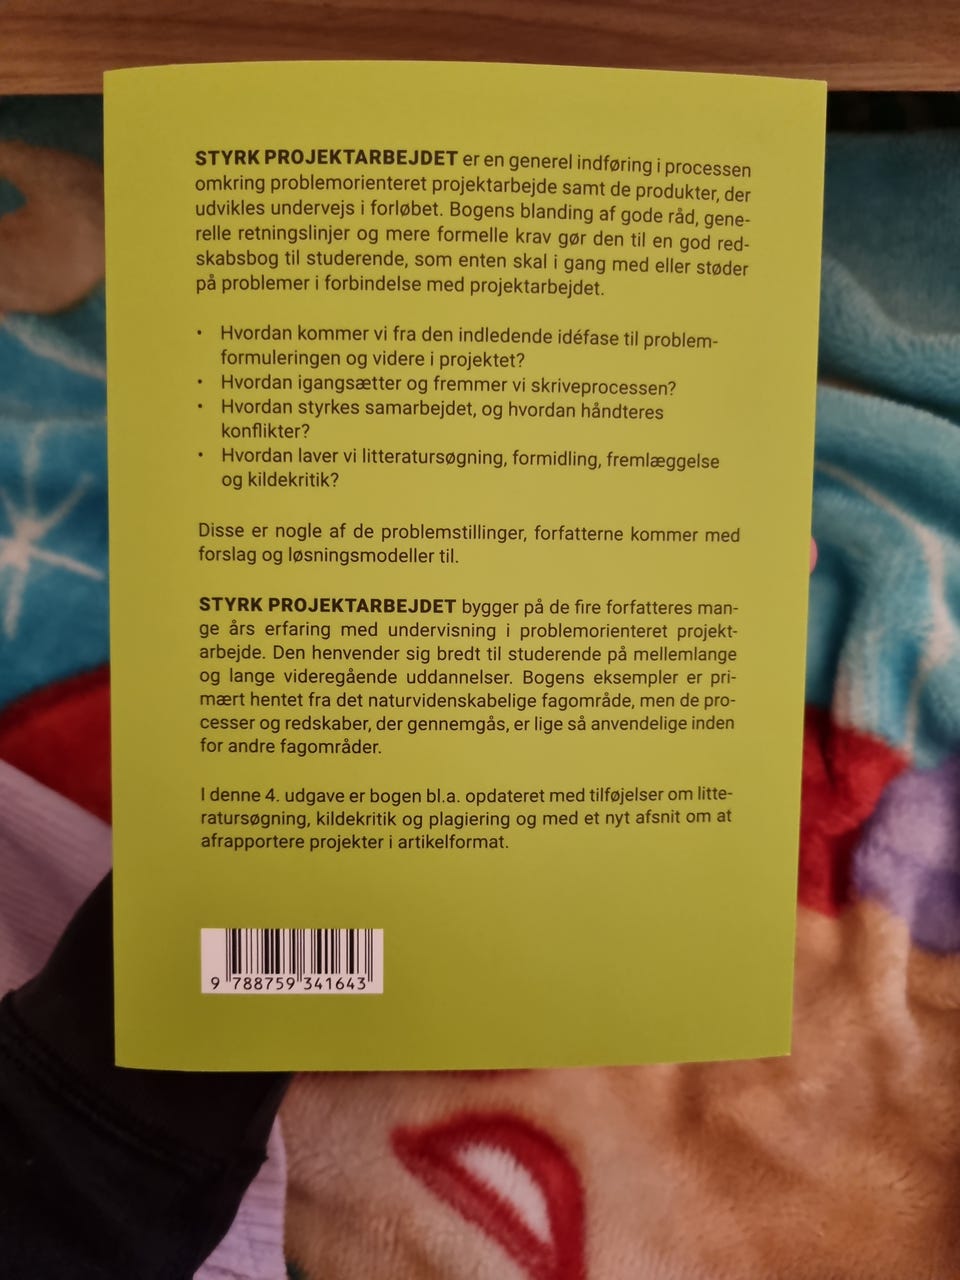 STYRK PROJEKTARBEJDET er en generel indføring i processen
omkring problemorienteret projektarbejde samt de produkter, der
udvikles undervejs i forløbet. Bogens blanding af gode råd, gene-
relle retningslinjer og mere formelle krav gør den til en god red-
skabsbog til studerende, som enten skal i gang med eller støder
på problemer i forbindelse med projektarbejdet.
• Hvordan kommer vi fra den indledende idéfase til problem-
formuleringen og videre i projektet?
• Hvordan igangsætter og fremmer vi skriveprocessen?
• Hvordan styrkes samarbejdet, og hvordan håndteres
konflikter?
• Hvordan laver vi litteratursøgning, formidling, fremlæggelse
og kildekritik?
Disse er nogle af de problemstillinger, forfatterne kommer med
forslag og løsningsmodeller til.
STYRK PROJEKTARBEJDET bygger på de fire forfatteres man-
ge års erfaring med undervisning i problemorienteret projekt-
arbejde. Den henvender sig bredt til studerende på mellemlange
og lange videregående uddannelser. Bogens eksempler er pri-
mært hentet fra det naturvidenskabelige fagområde, men de pro-
cesser og redskaber, der gennemgås, er lige så anvendelige inden
for andre fagområder.
I denne 4. udgave er bogen bl.a. opdateret med tilføjelser om litte-
ratursøgning, kildekritik og plagiering og med et nyt afsnit om at
afrapportere projekter i artikelformat.
9 788759 341643